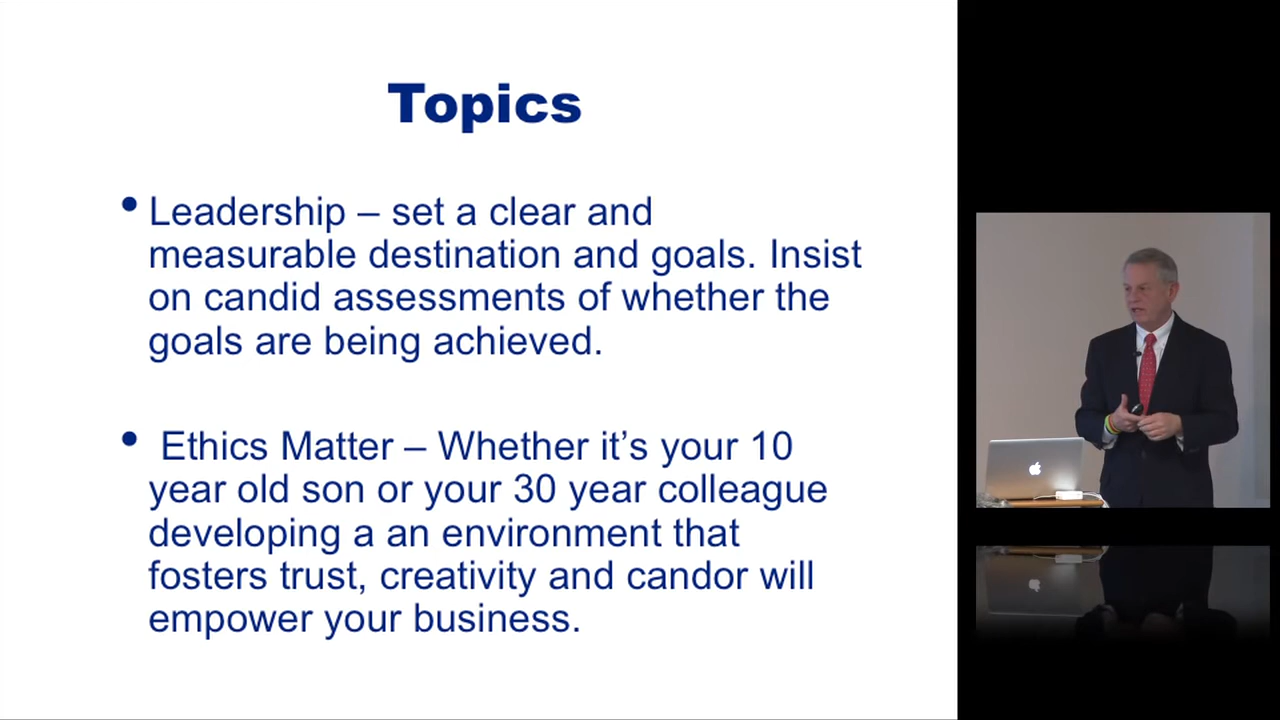 Topics
• Leadership – set a clear and
measurable destination and goals. Insist
on candid assessments of whether the
goals are being achieved.
• Ethics Matter – Whether it’s your 10
year old son or your 30 year colleague
developing a an environment that
fosters trust, creativity and candor will
empower your business.